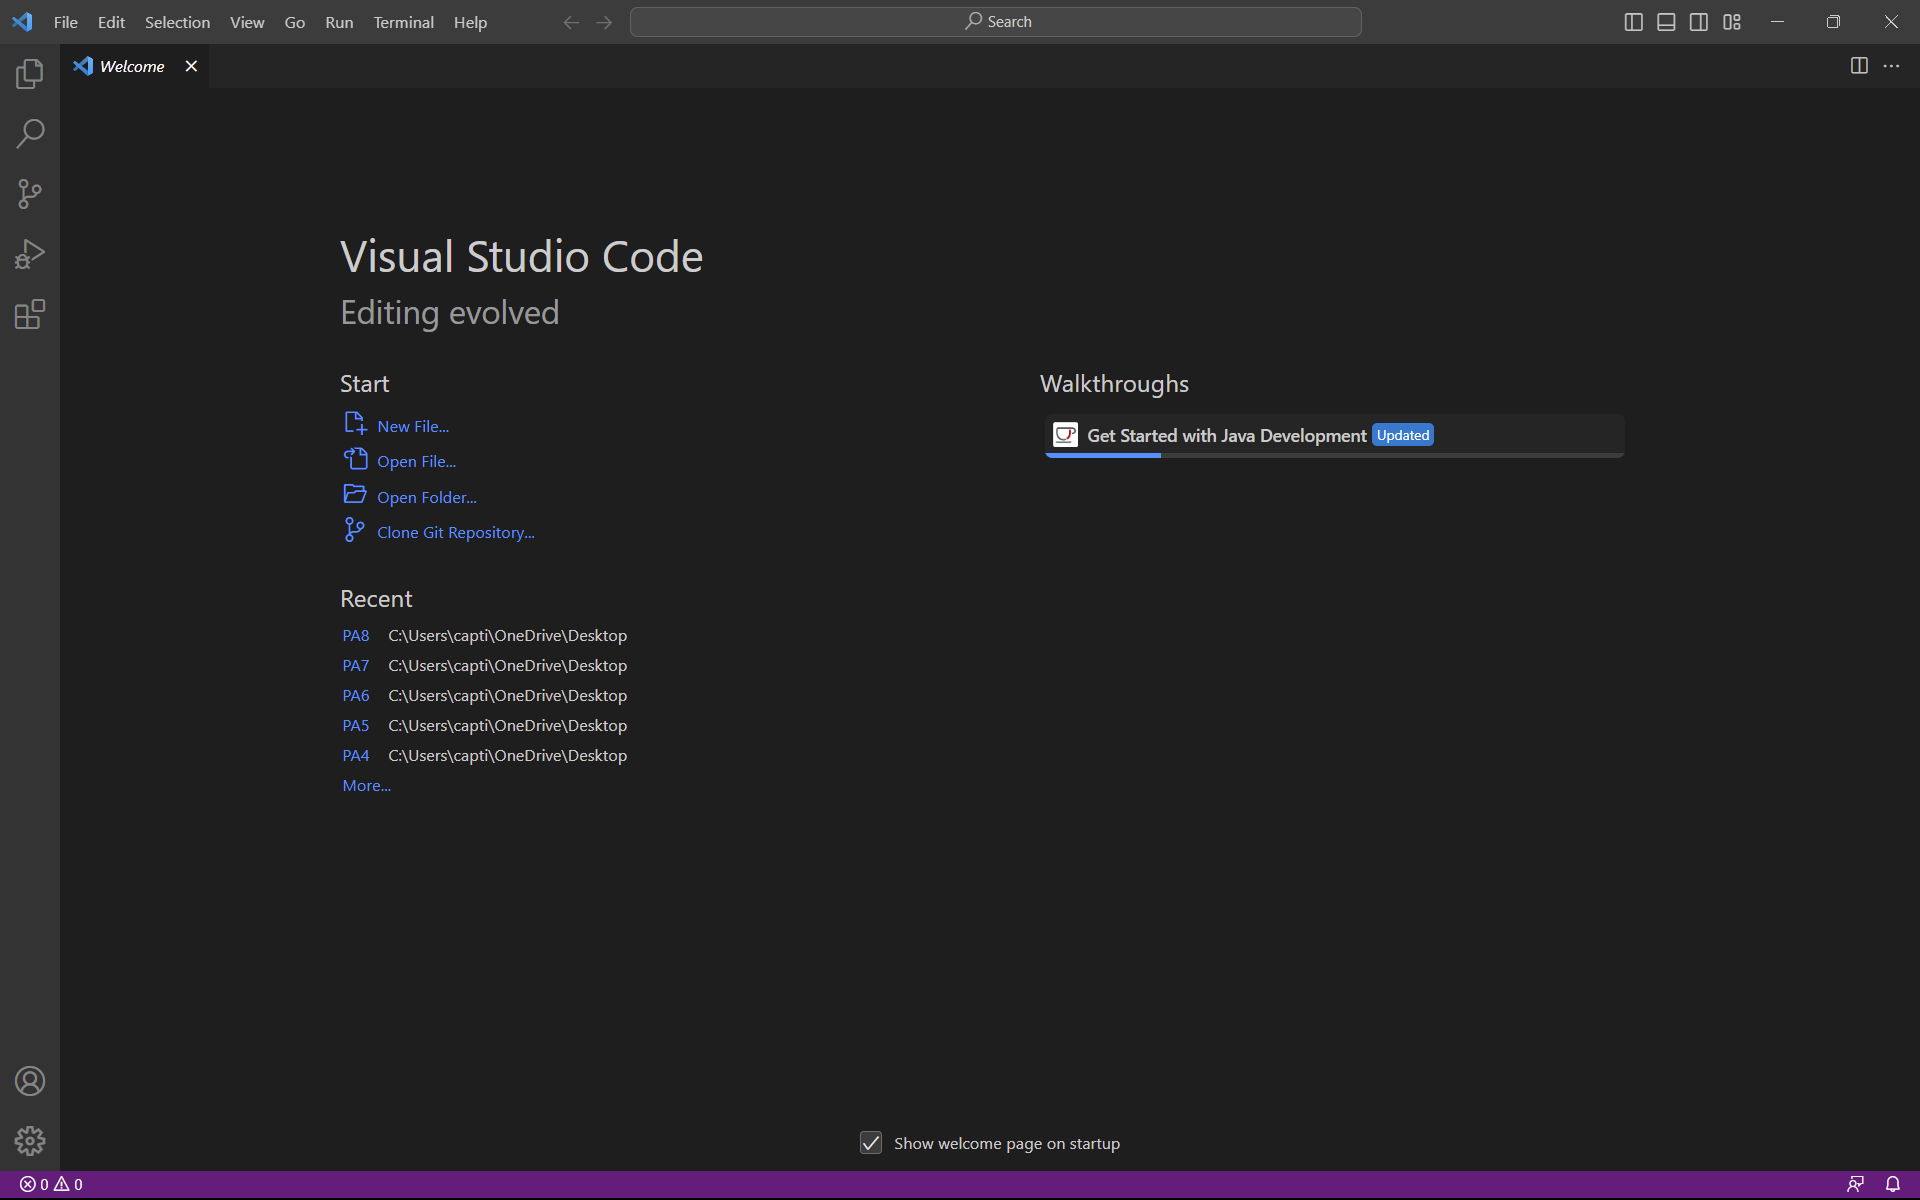 File Edit Selection View Go Run Terminal Help
Search
Welcome
Visual Studio Code
Editing evolved
Start
New File...
Open File...
Open Folder...
Clone Git Repository...
Recent
PA8 C:\Users\capti\OneDrive\Desktop
PA7 C:\Users\capti\OneDrive\Desktop
PA6 C:\Users\capti\OneDrive\Desktop
PA5 C:\Users\capti\OneDrive\Desktop
PA4 C:\Users\capti\OneDrive\Desktop
More...
Walkthroughs
Get Started with Java Development Updated
Show welcome page on startup
0 0